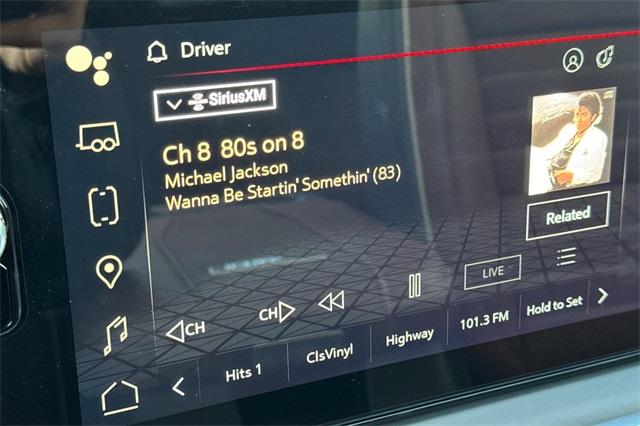 Driver
SiriusXM
Ch 8 80s on 8
Michael Jackson
Wanna Be Startin' Somethin' (83)
Related
LIVE
CH
CH
Hits 1
ClsVinyl
Highway
101.3 FM
Hold to Set